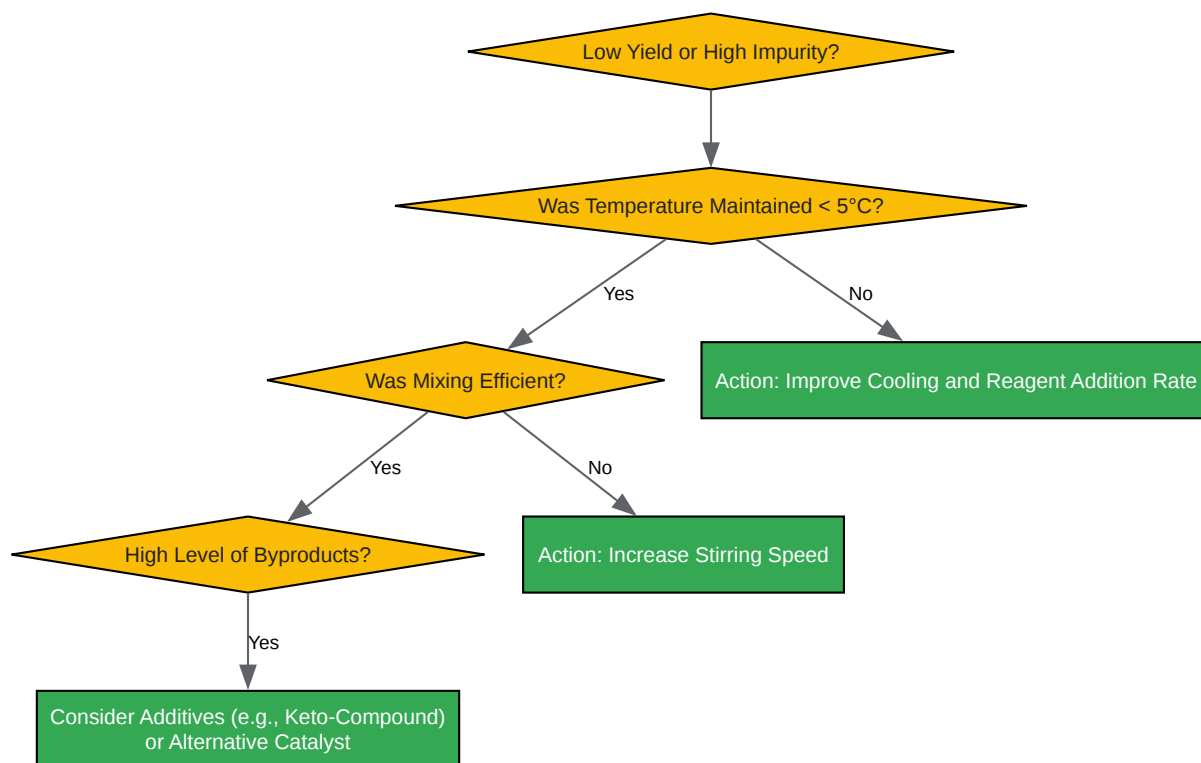 Low Yield or High Impurity?
Was Temperature Maintained < 5°C?
Yes
No
Was Mixing Efficient?
Action: Improve Cooling and Reagent Addition Rate
Yes
No
High Level of Byproducts?
Action: Increase Stirring Speed
Yes
Consider Additives (e.g., Keto-Compound)
or Alternative Catalyst